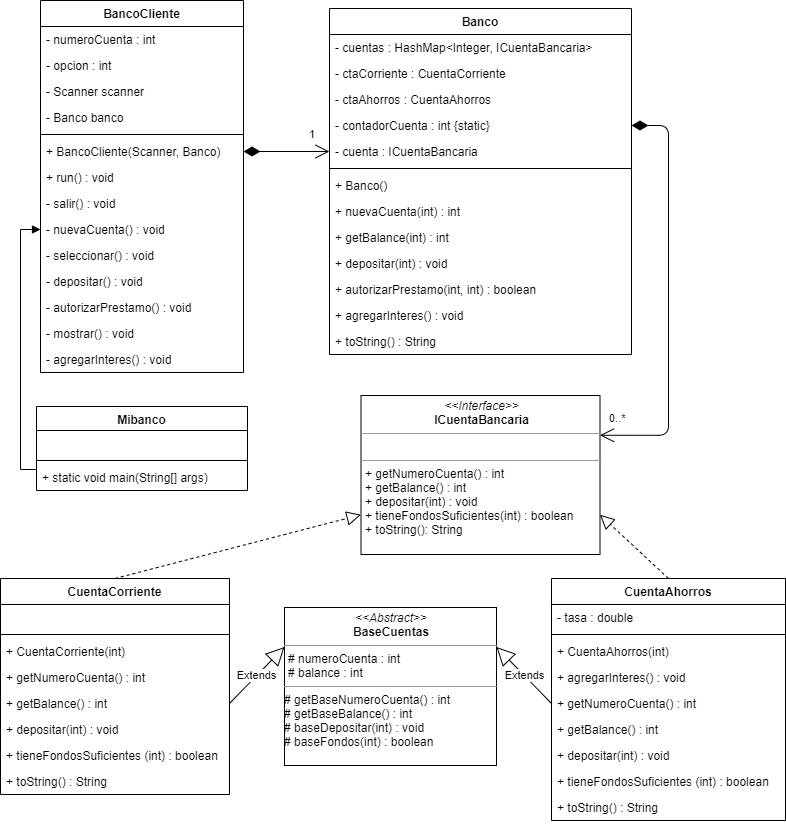 BancoCliente
- numeroCuenta : int
- opcion : int
- Scanner scanner
- Banco banco
+ BancoCliente(Scanner, Banco)
+ run() : void
- salir() : void
- nuevaCuenta() : void
- seleccionar() : void
- depositar() : void
- autorizarPrestamo() : void
- mostrar() : void
- agregarInteres() : void
1
Banco
- cuentas : HashMap<Integer, ICuentaBancaria>
- ctaCorriente : CuentaCorriente
- ctaAhorros : CuentaAhorros
- contadorCuenta : int {static}
- cuenta : ICuentaBancaria
+ Banco()
+ nuevaCuenta(int) : int
+ getBalance(int) : int
+ depositar(int) : void
+ autorizarPrestamo(int, int) : boolean
+ agregarInteres() : void
+ toString() : String
Mibanco
+ static void main(String[] args)
<<Interface>>
ICuentaBancaria
+ getNumeroCuenta() : int
+ getBalance() : int
+ depositar(int) : void
+ tieneFondosSuficientes(int) : boolean
+ toString(): String
0..*
CuentaCorriente
+ CuentaCorriente(int)
+ getNumeroCuenta() : int
+ getBalance() : int
+ depositar(int) : void
+ tieneFondosSuficientes (int) : boolean
+ toString() : String
Extends
<<Abstract>>
BaseCuentas
# numeroCuenta : int
# balance : int
# getBaseNumeroCuenta() : int
# getBaseBalance() : int
# baseDepositar(int) : void
# baseFondos(int) : boolean
Extends
CuentaAhorros
- tasa : double
+ CuentaAhorros(int)
+ agregarInteres() : void
+ getNumeroCuenta() : int
+ getBalance() : int
+ depositar(int) : void
+ tieneFondosSuficientes (int) : boolean
+ toString() : String